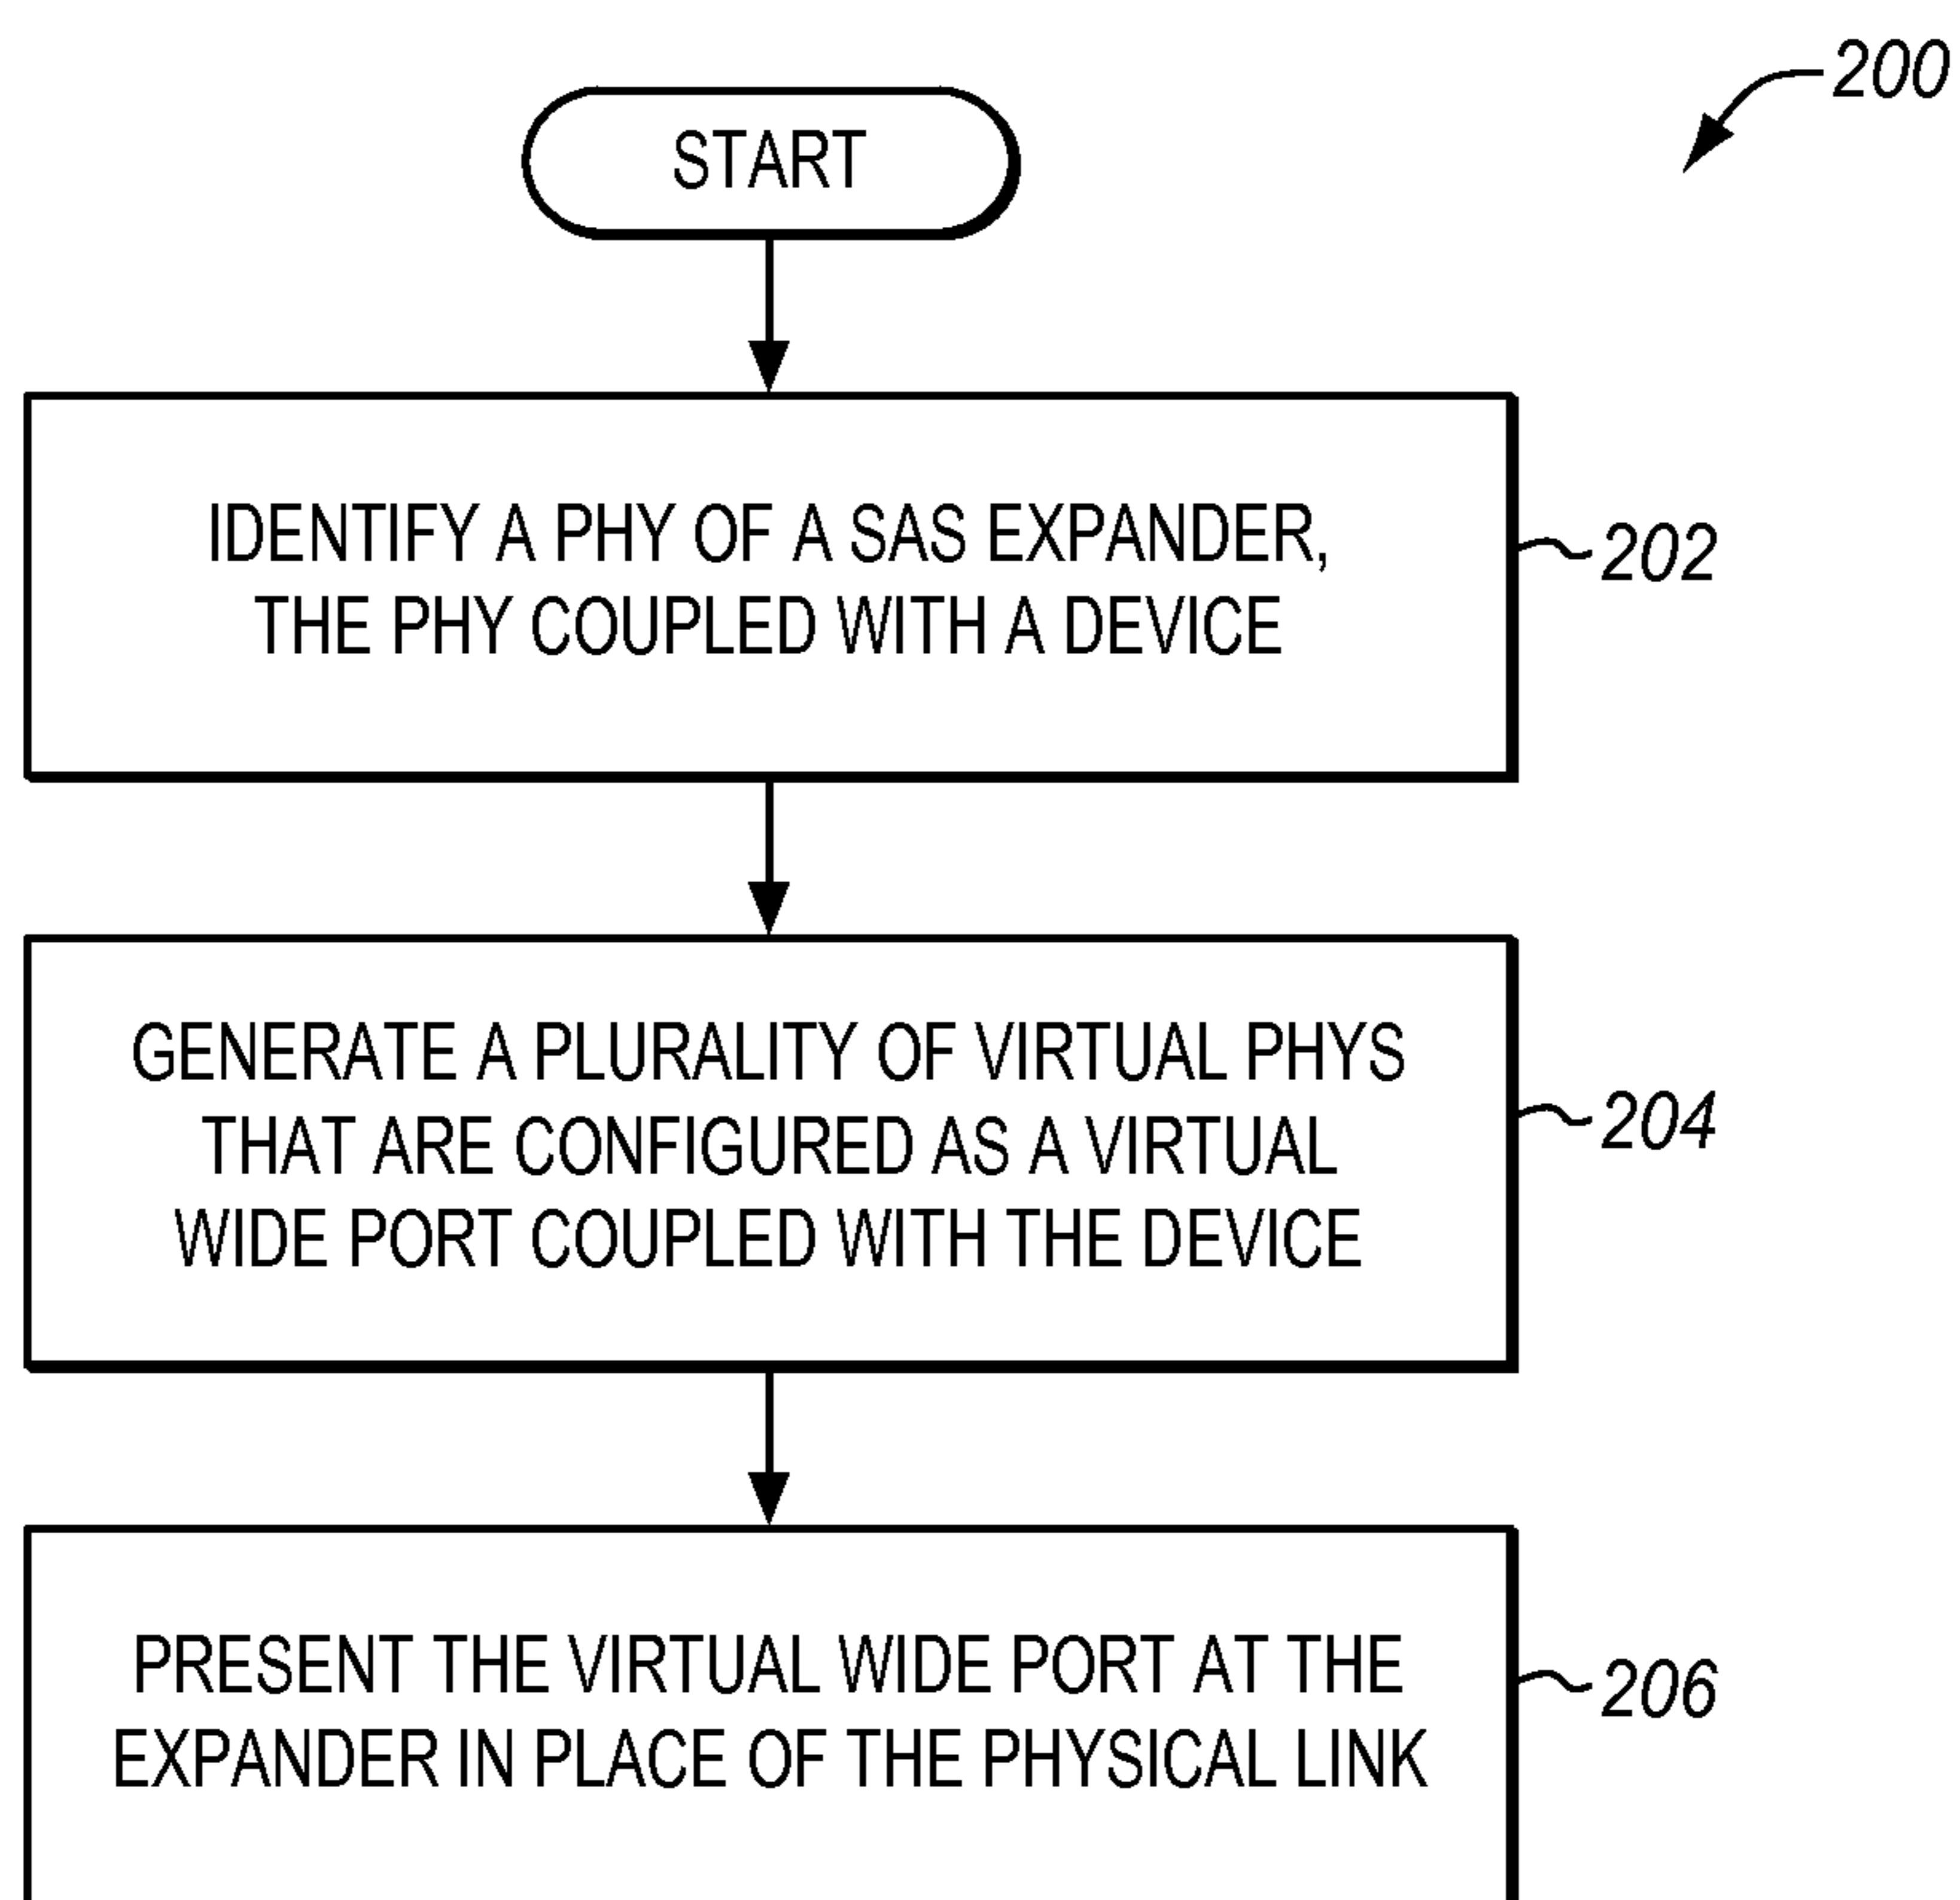 200
START
IDENTIFY A PHY OF A SAS EXPANDER,
THE PHY COUPLED WITH A DEVICE
202
GENERATE A PLURALITY OF VIRTUAL PHYS
THAT ARE CONFIGURED AS A VIRTUAL
WIDE PORT COUPLED WITH THE DEVICE
204
PRESENT THE VIRTUAL WIDE PORT AT THE
EXPANDER IN PLACE OF THE PHYSICAL LINK
206